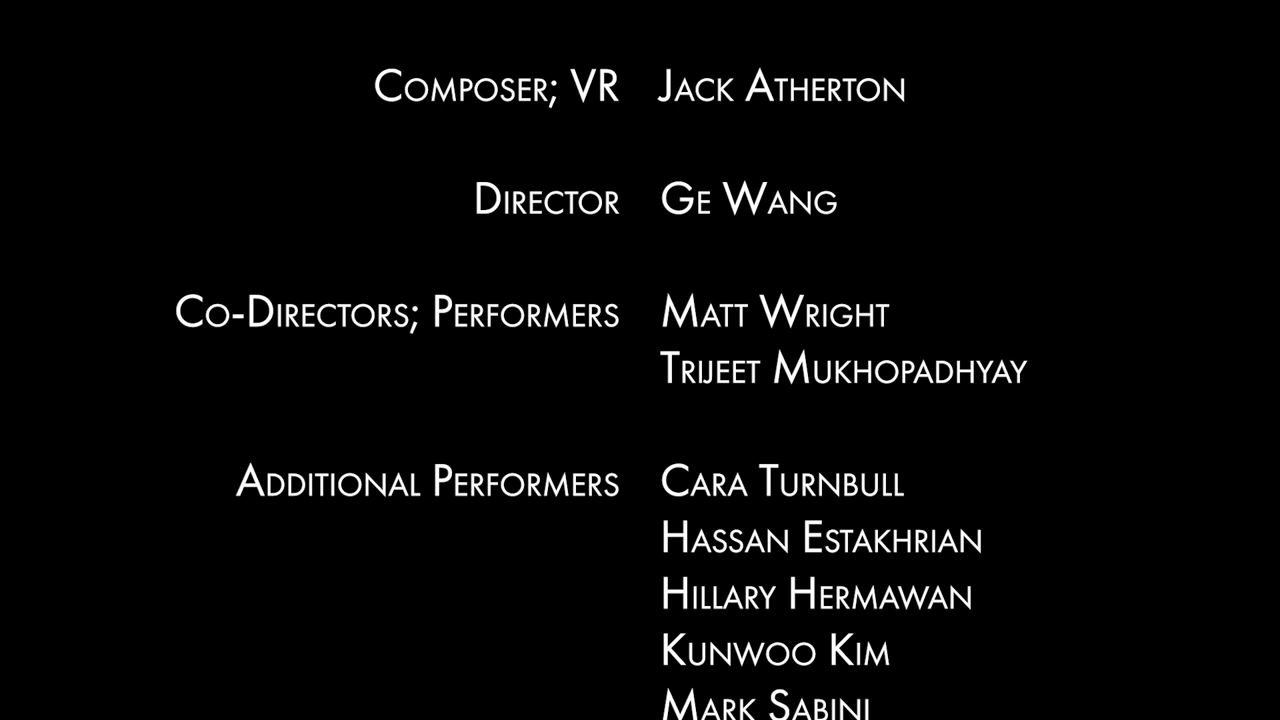 Composer; VR Jack Atherton
Director Ge Wang
Co-Directors; Performers Matt Wright
Trijeet Mukhopadhyay
Additional Performers Cara Turnbull
Hassan Estakhrian
Hillary Hermawan
Kunwoo Kim
Mark Sabini